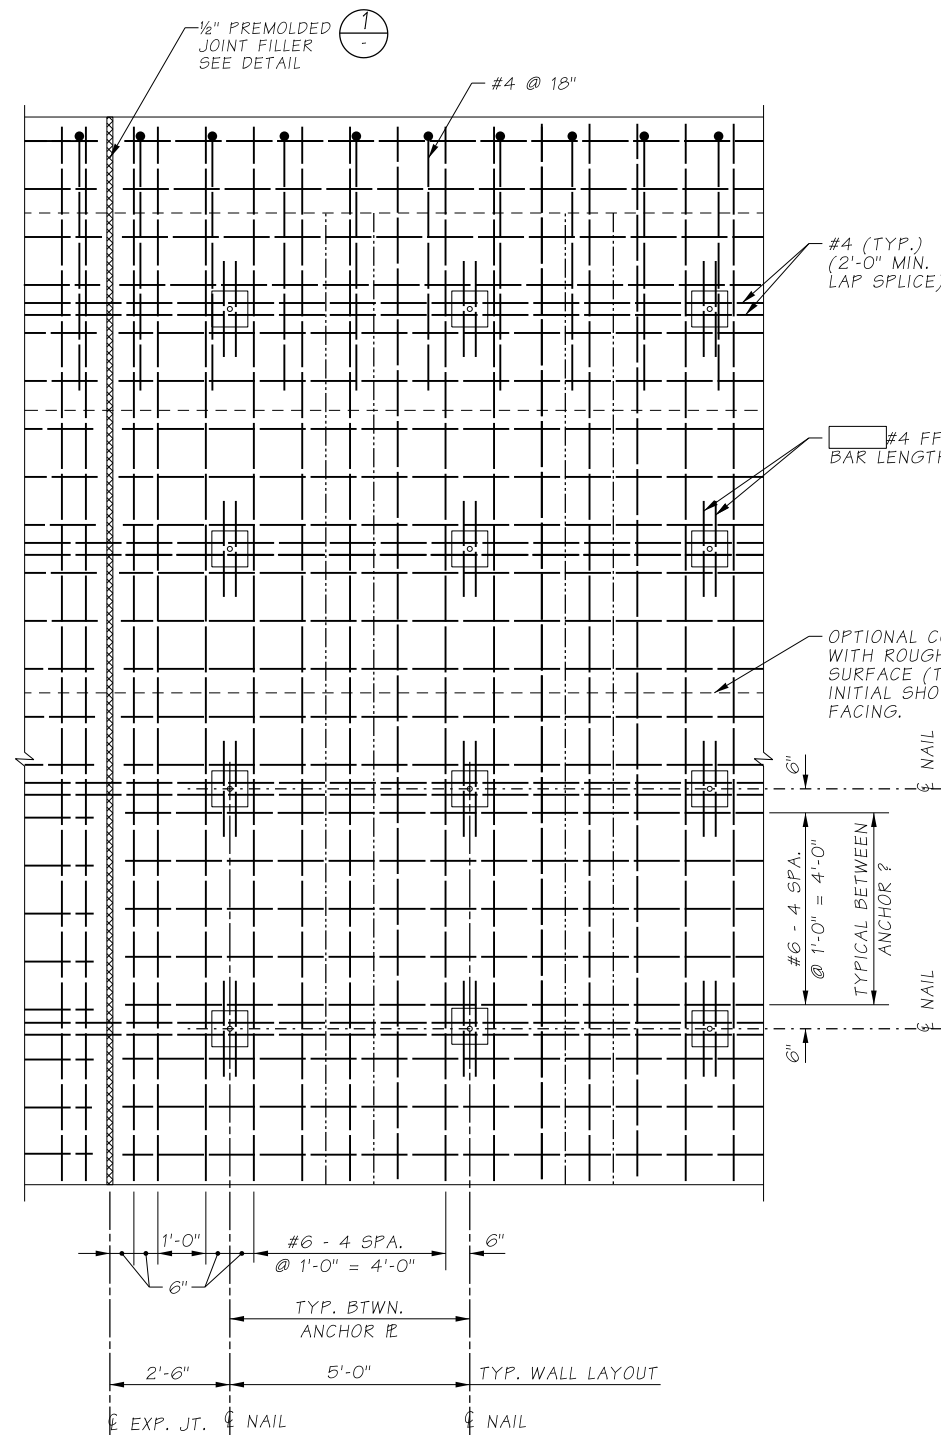 ½" PREMOLDED
JOINT FILLER
SEE DETAIL
1
-
#4 @ 18"
#4 (TYP.)
(2'-0" MIN.
LAP SPLICE)
#4 FF
BAR LENGTH
OPTIONAL
WITH ROUGH
SURFACE
INITIAL
FACING.
6"
℄ NAIL
#6 - 4 SPA.
@ 1'-0" = 4'-0"
TYPICAL BETWEEN
ANCHOR ?
6"
℄ NAIL
1'-0"
#6 - 4 SPA.
@ 1'-0" = 4'-0"
6"
6"
TYP. BTWN.
ANCHOR ⅊
2'-6"
5'-0"
TYP. WALL LAYOUT
℄ EXP. JT.
℄ NAIL
℄ NAIL